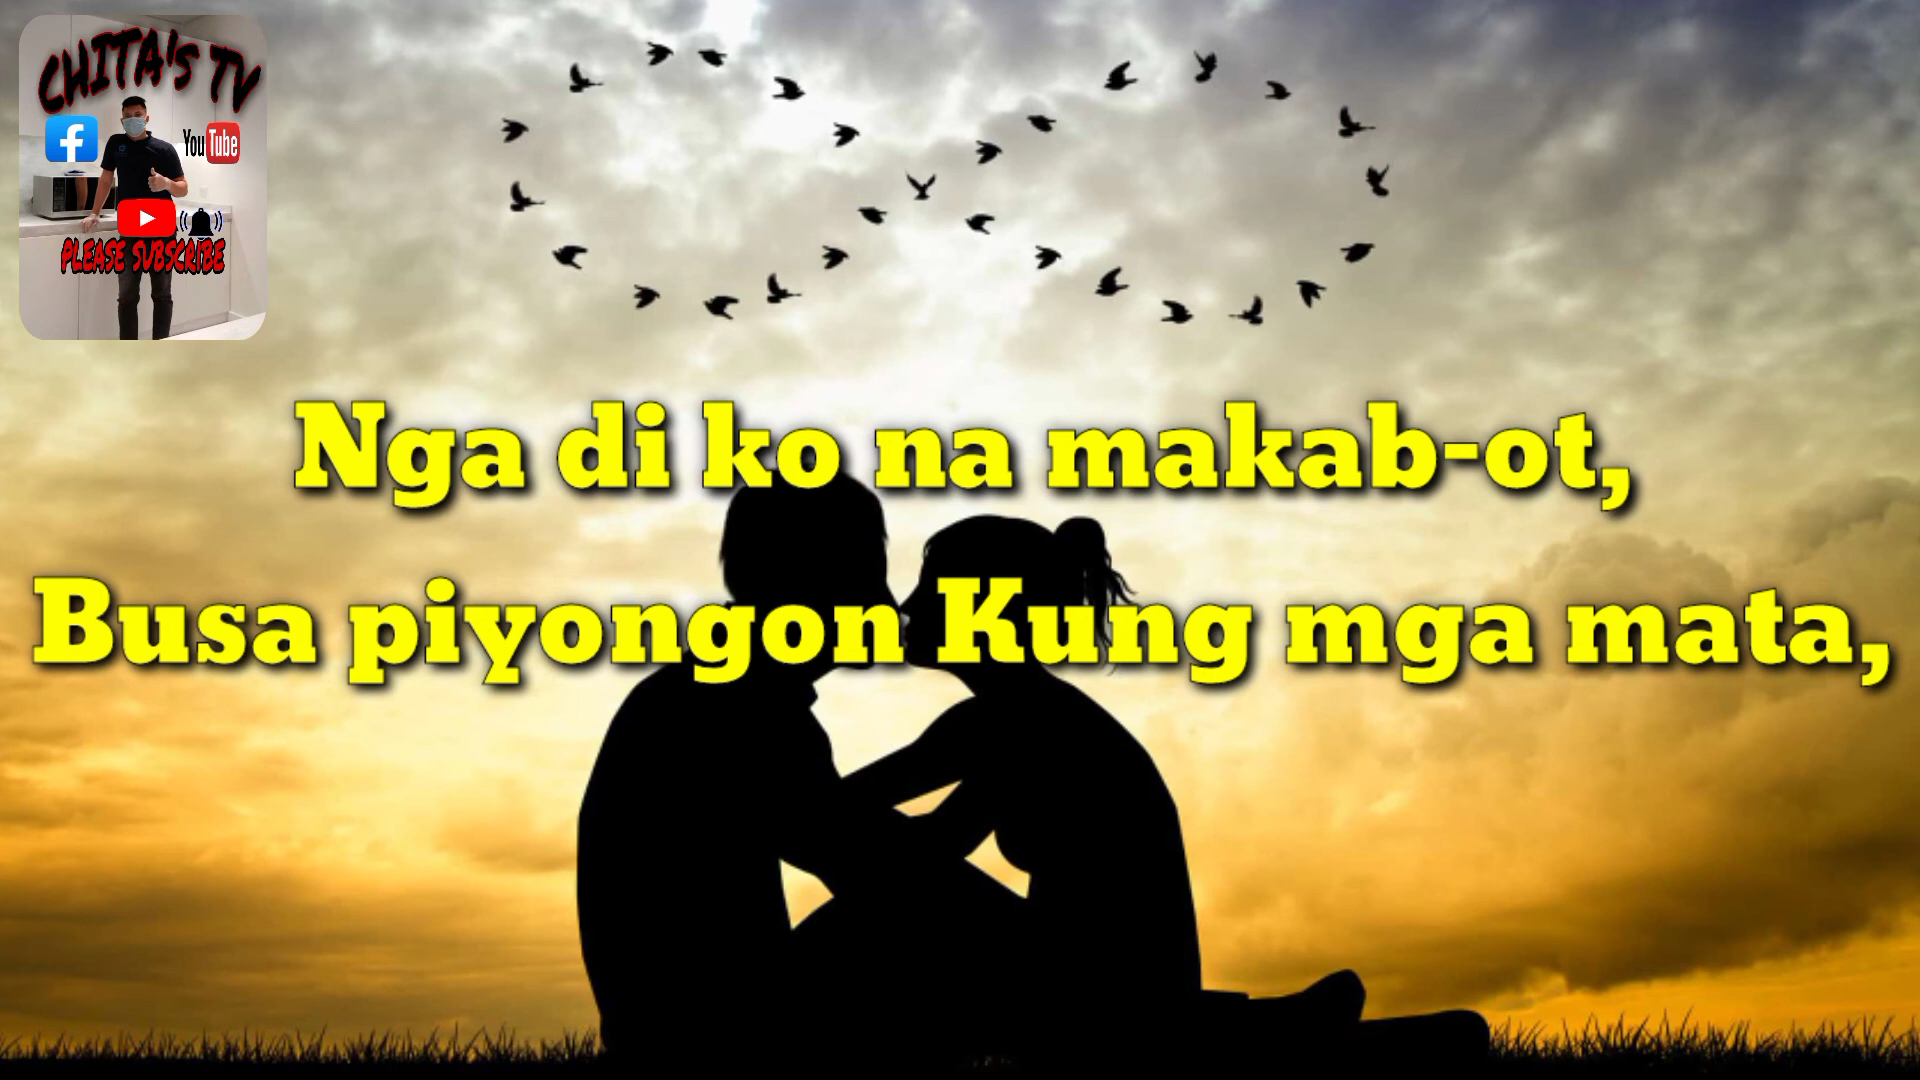 CHITA'S TV
You Tube
PLEASE SUBSCRIBE
Nga di ko na makab-ot,
Busa piyongon Kung mga mata,